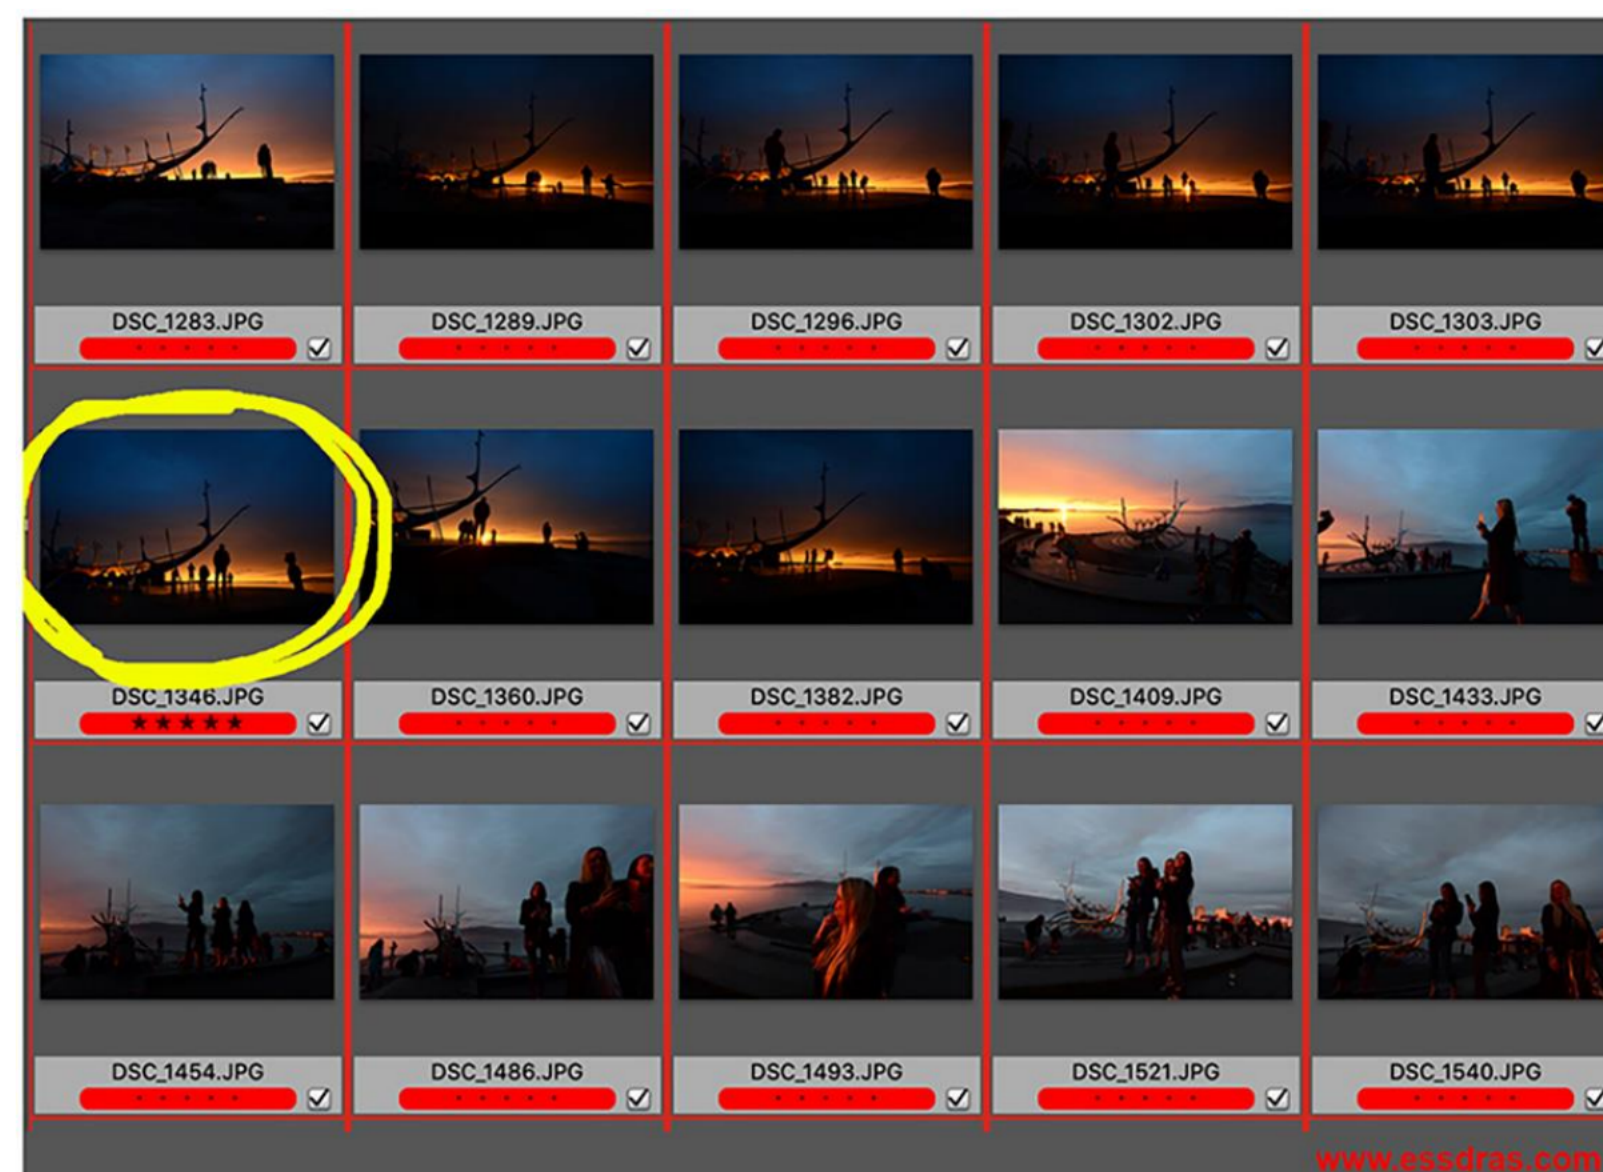 DSC_1283.JPG
DSC_1289.JPG
DSC_1296.JPG
DSC_1302.JPG
DSC_1303.JPG
DSC_1346.JPG
★★★★★
DSC_1360.JPG
DSC_1382.JPG
DSC_1409.JPG
DSC_1433.JPG
DSC_1454.JPG
DSC_1486.JPG
DSC_1493.JPG
DSC_1521.JPG
DSC_1540.JPG
www.essdras.com